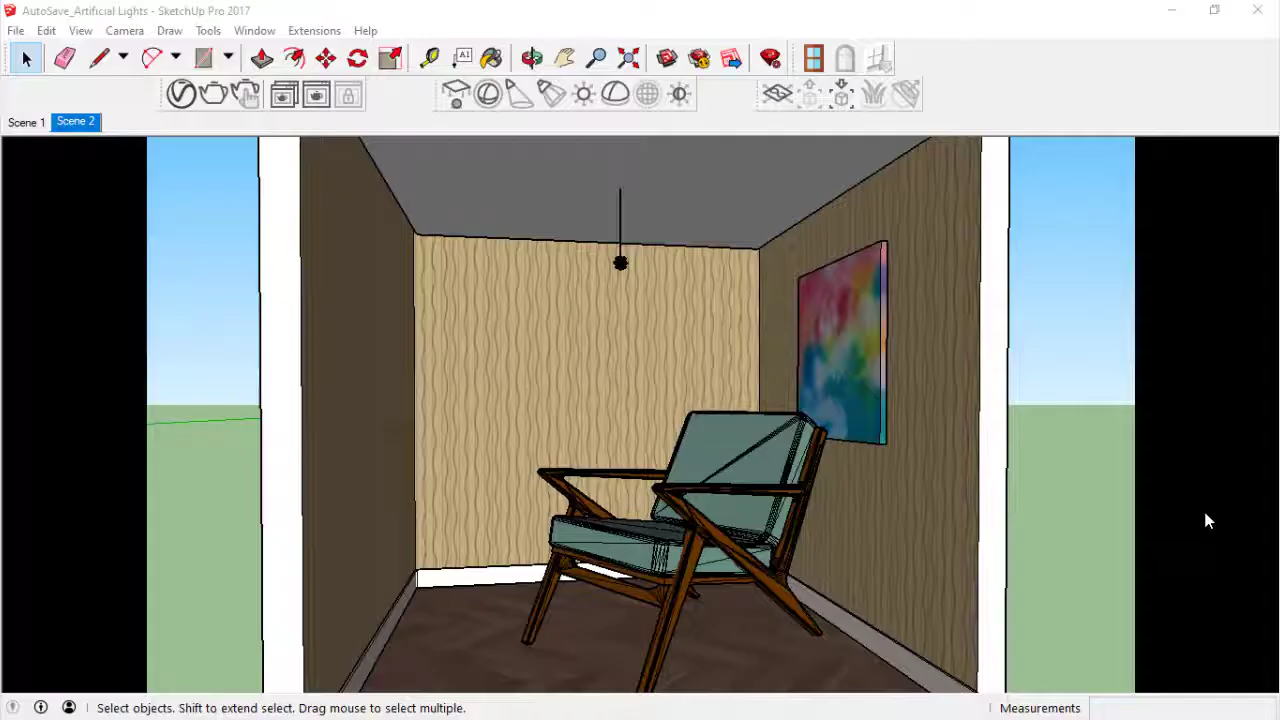 AutoSave_Artificial Lights - SketchUp Pro 2017
File Edit View Camera Draw Tools Window Extensions Help
A1
Scene 1 Scene 2
Select objects. Shift to extend select. Drag mouse to select multiple. Measurements